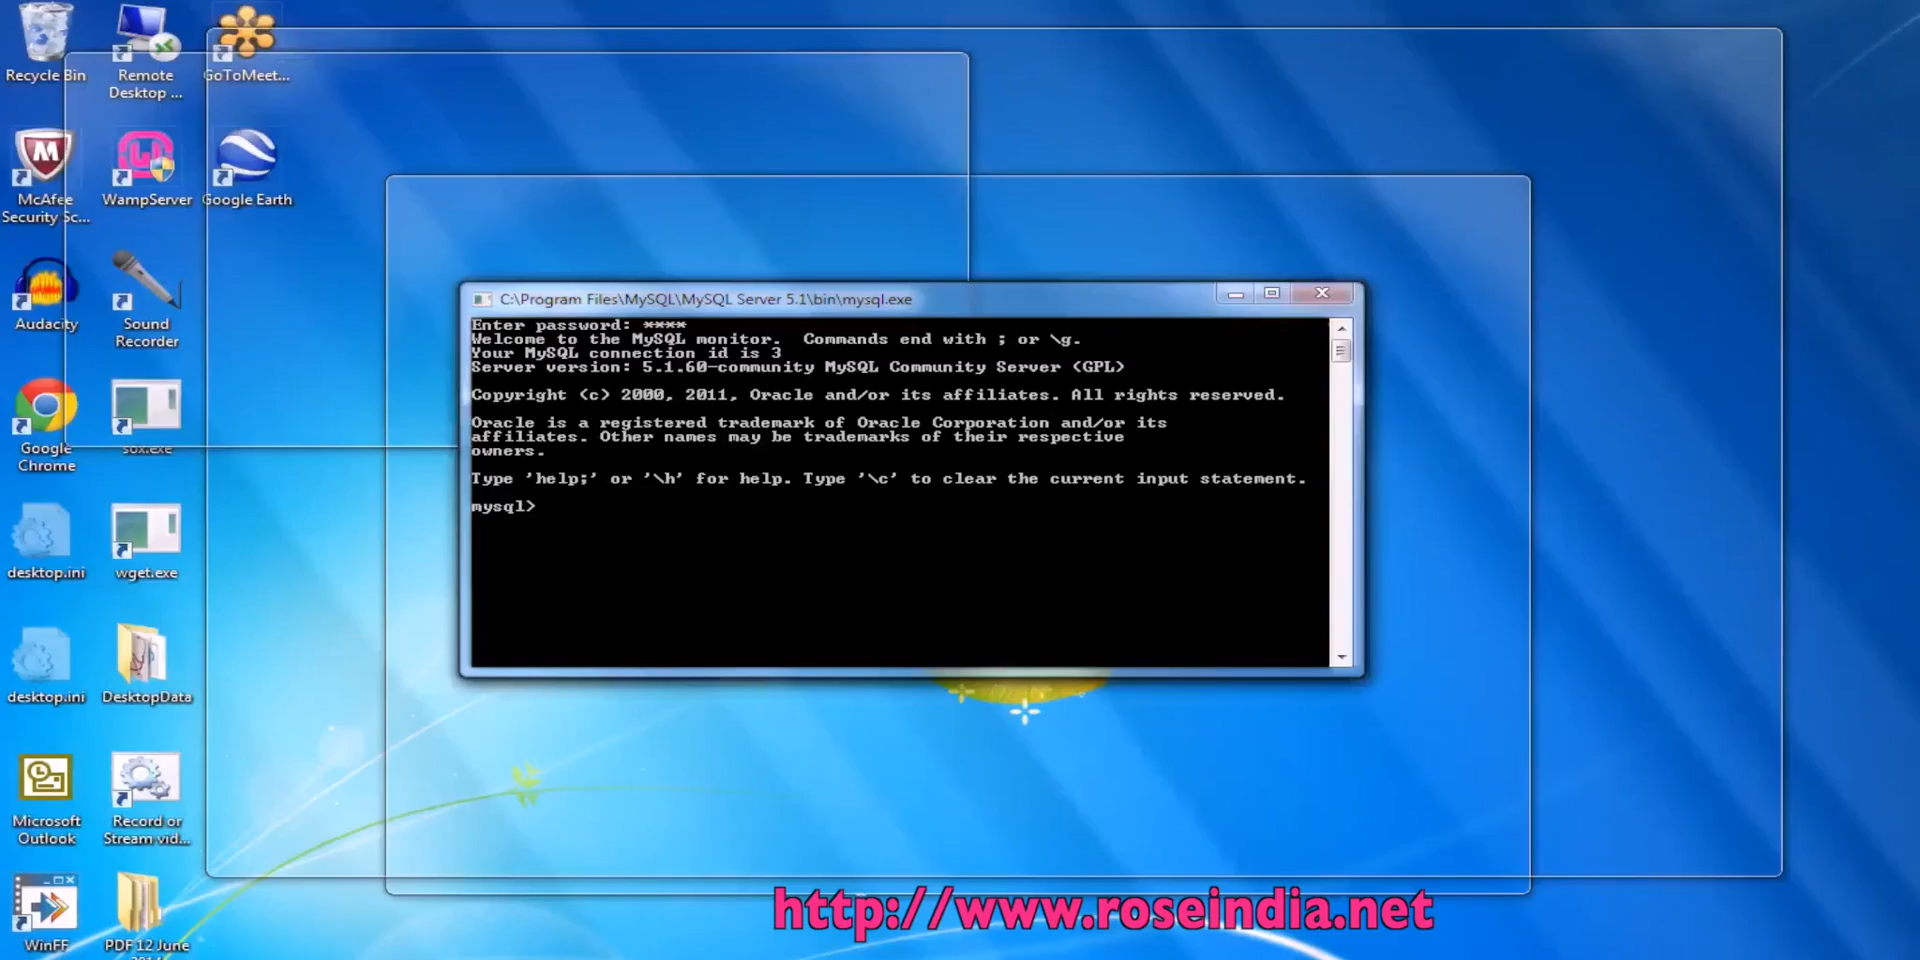 Recycle Bin
Remote
Desktop ...
GoToMeet...
McAfee
Security Sc...
WampServer
Google Earth
Audacity
Sound
Recorder
Google
Chrome
sox.exe
desktop.ini
wget.exe
desktop.ini
DesktopData
Microsoft
Outlook
Record or
Stream vid...
WinFF
PDF 12 June
C:\Program Files\MySQL\MySQL Server 5.1\bin\mysql.exe
Enter password: ****
Welcome to the MySQL monitor.  Commands end with ; or \g.
Your MySQL connection id is 3
Server version: 5.1.60-community MySQL Community Server (GPL)
Copyright (c) 2000, 2011, Oracle and/or its affiliates. All rights reserved.
Oracle is a registered trademark of Oracle Corporation and/or its
affiliates. Other names may be trademarks of their respective
owners.
Type 'help;' or '\h' for help. Type '\c' to clear the current input statement.
mysql>
http://www.roseindia.net